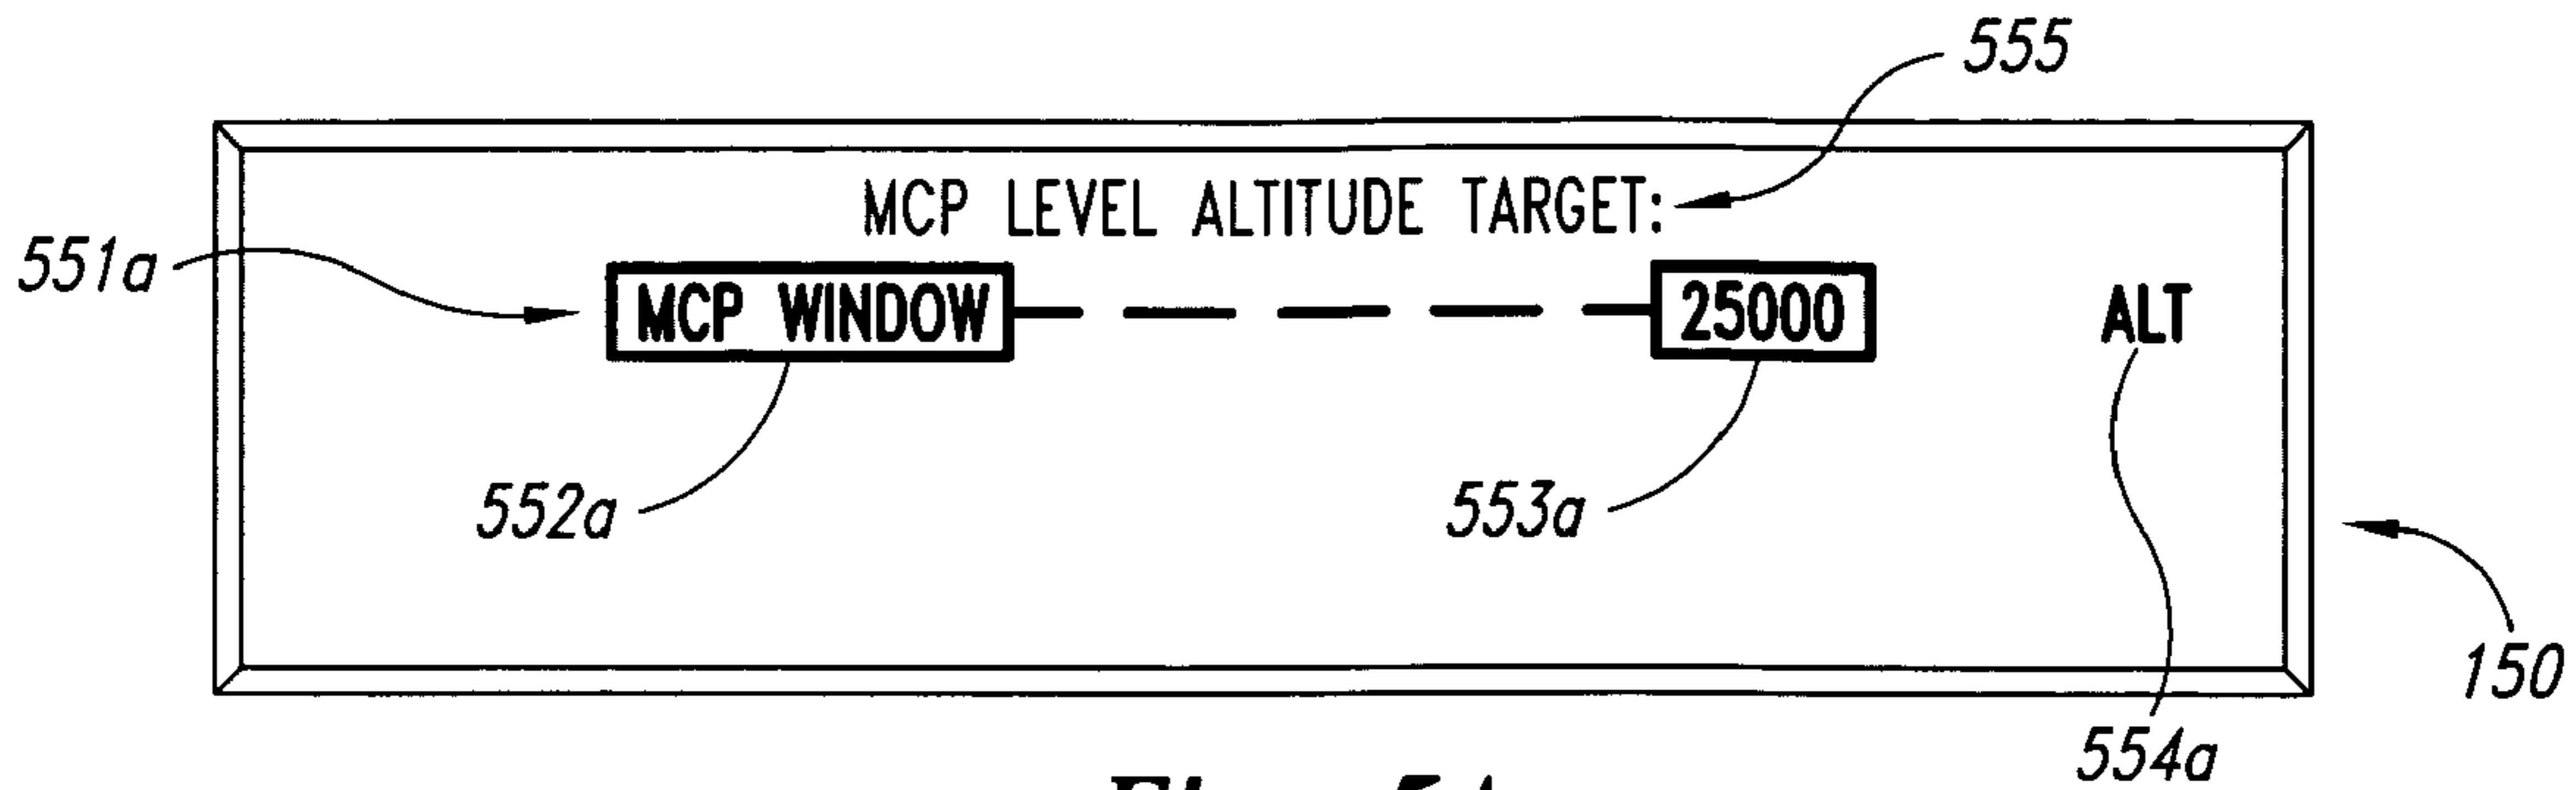 555
MCP LEVEL ALTITUDE TARGET:
551a
MCP WINDOW
25000
ALT
552a
553a
150
554a